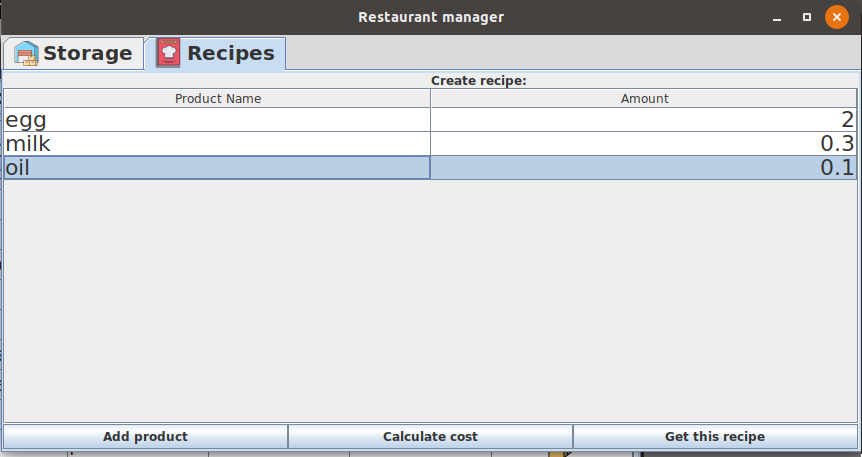 Restaurant manager
Storage Recipes
Create recipe:
Product Name Amount
egg 2
milk 0.3
oil 0.1
Add product Calculate cost Get this recipe